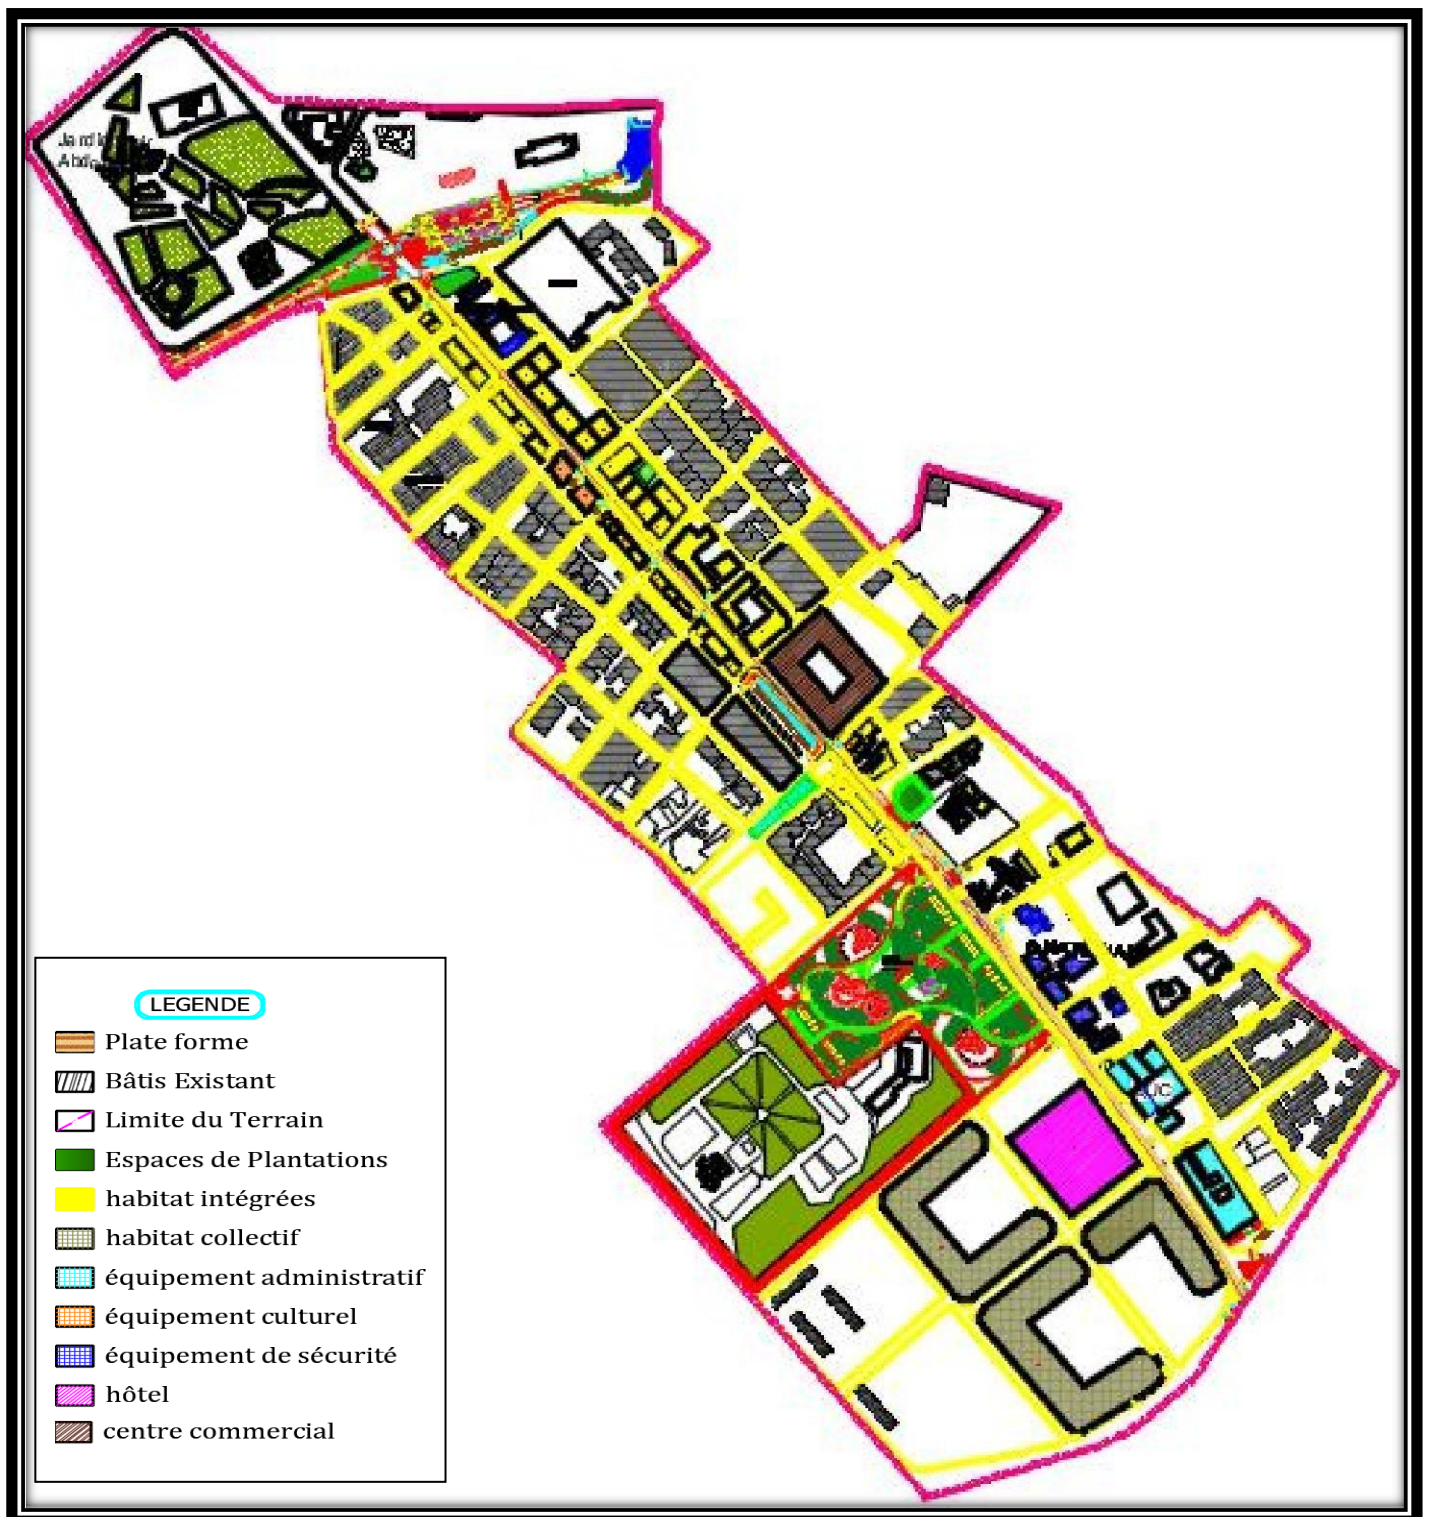 LEGENDE
Plate forme
Bâtis Existant
Limite du Terrain
Espaces de Plantations
habitat intégrées
habitat collectif
équipement administratif
équipement culturel
équipement de sécurité
hôtel
centre commercial